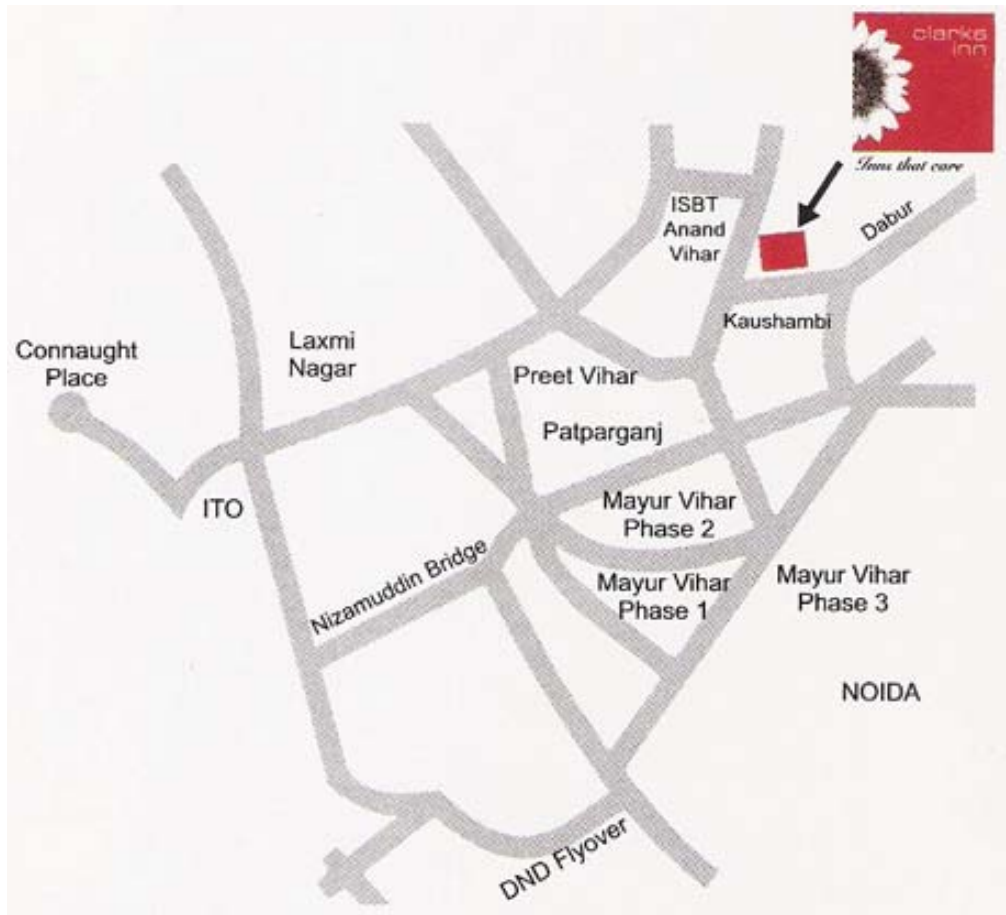 clarks
inn
Inns that care
ISBT
Anand
Vihar
Dabur
Kaushambi
Laxmi
Nagar
Connaught
Place
Preet Vihar
Patparganj
ITO
Mayur Vihar
Phase 2
Nizamuddin Bridge
Mayur Vihar
Phase 1
Mayur Vihar
Phase 3
NOIDA
DND Flyover